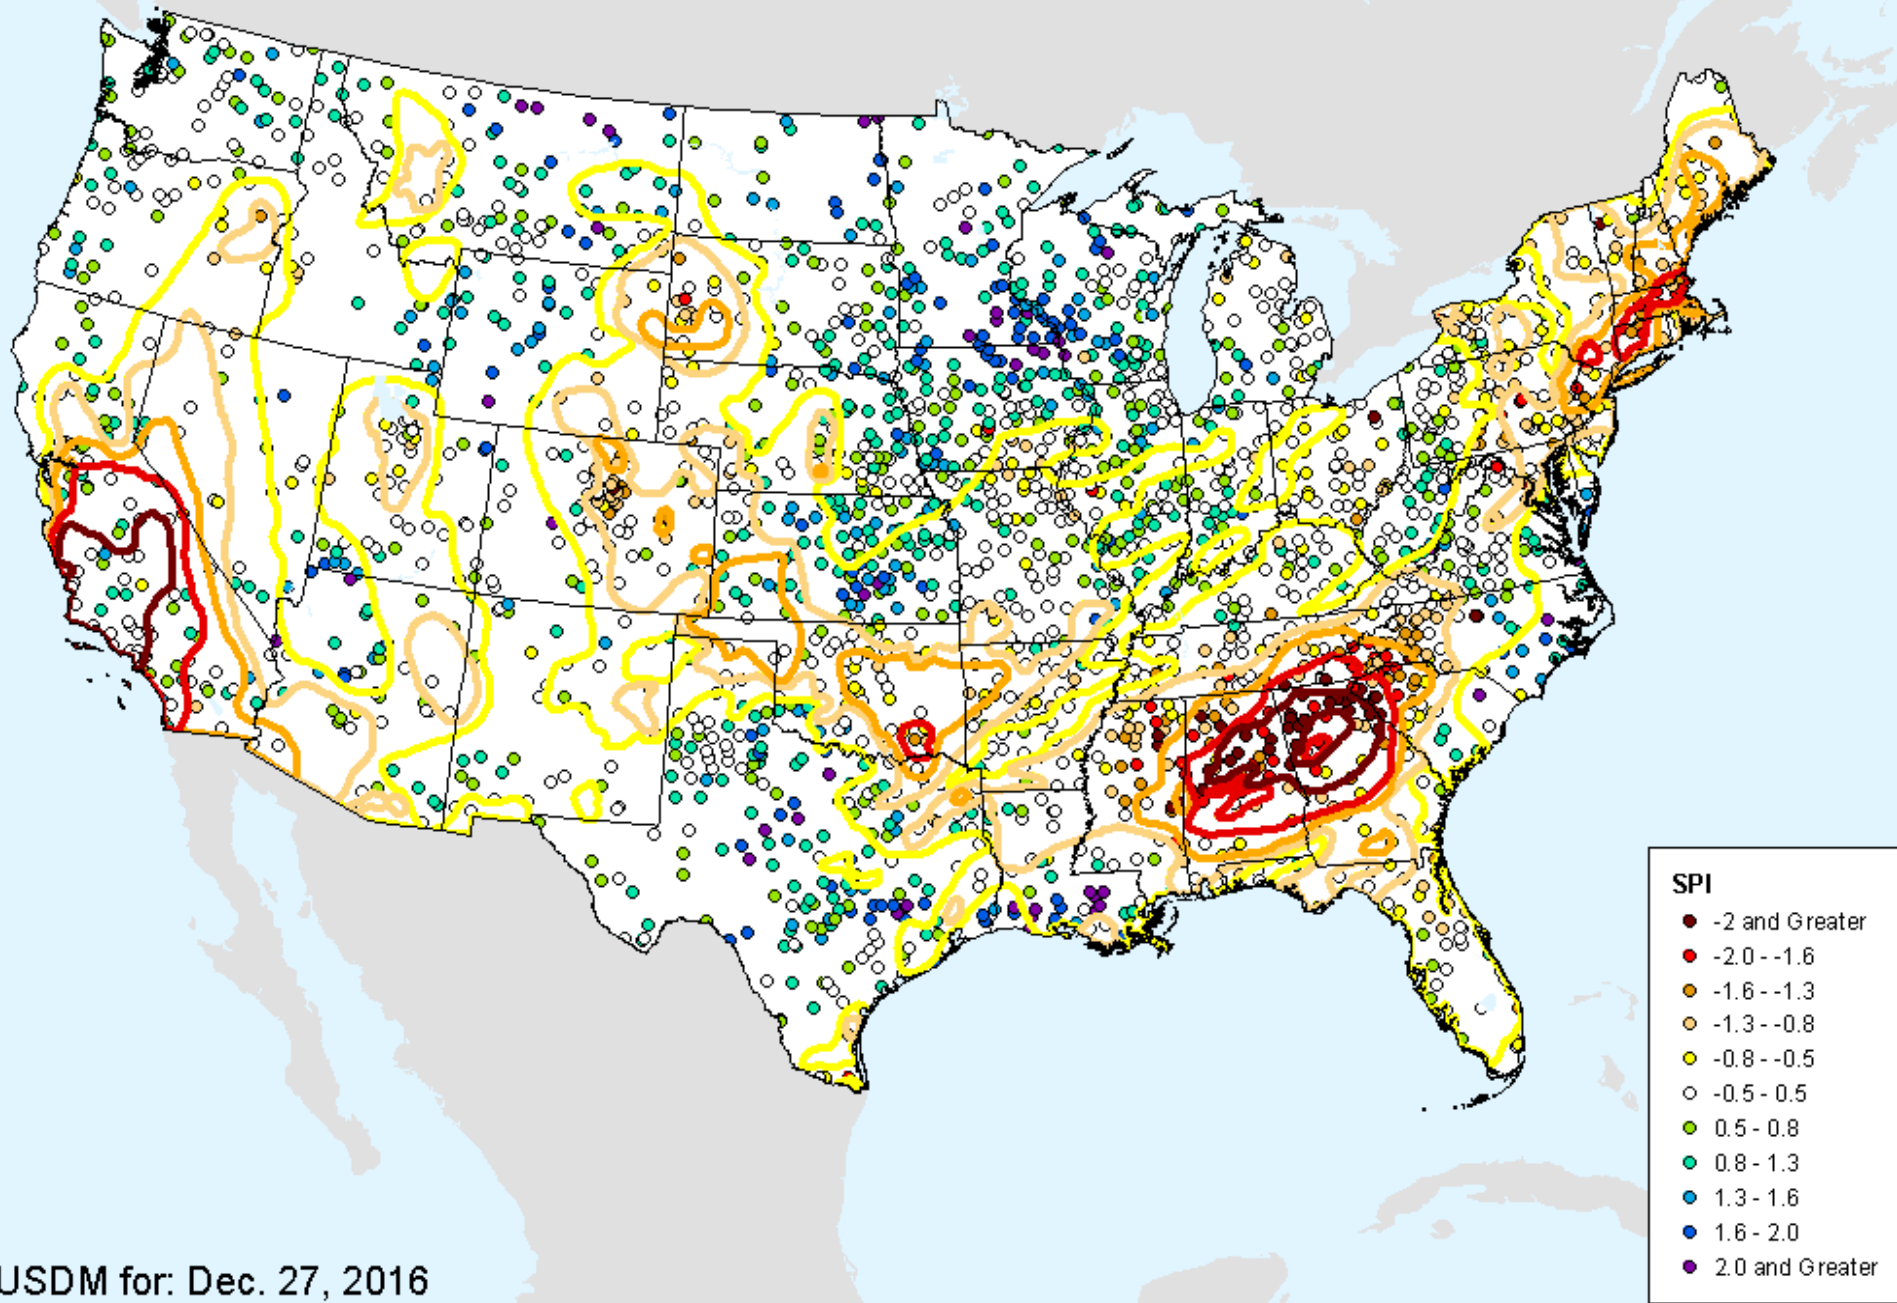 SPI
-2 and Greater
-2.0 - -1.6
-1.6 - -1.3
-1.3 - -0.8
-0.8 - -0.5
-0.5 - 0.5
0.5 - 0.8
0.8 - 1.3
1.3 - 1.6
1.6 - 2.0
2.0 and Greater
USDM for: Dec. 27, 2016